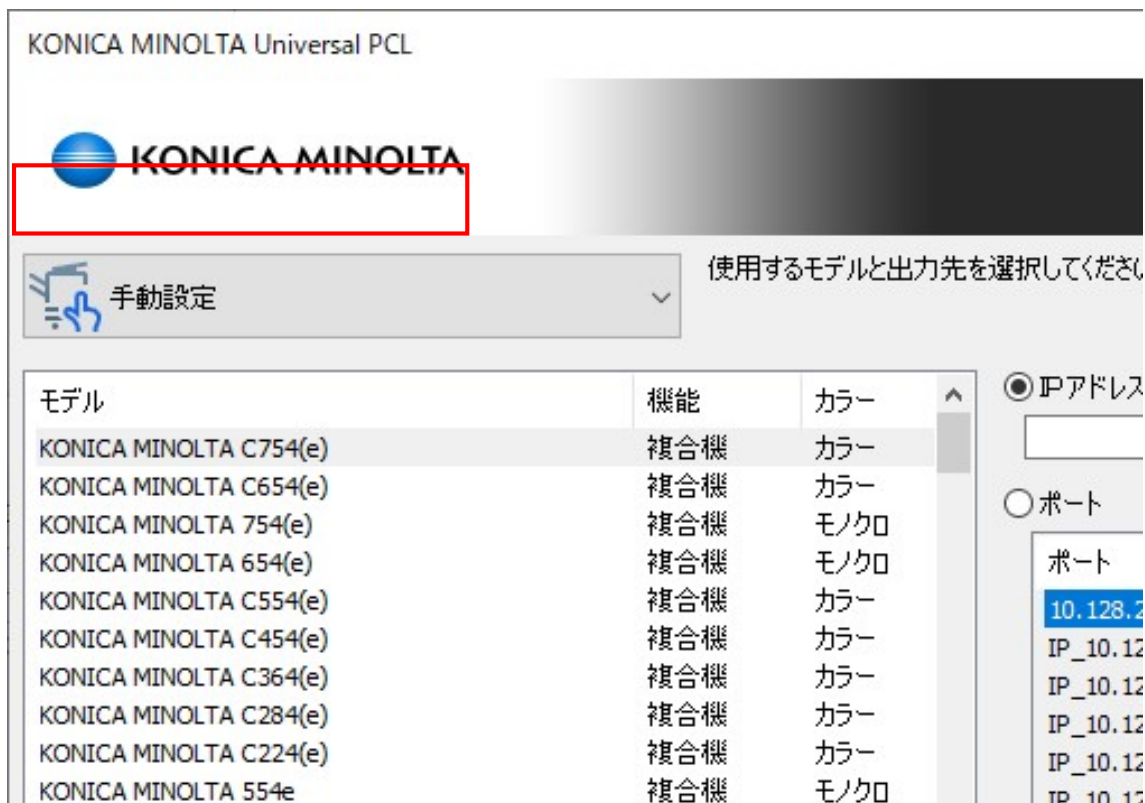 KONICA MINOLTA Universal PCL
KONICA MINOLTA
手動設定
使用するモデルと出力先を選択してくださ
モデル 機能 カラー
KONICA MINOLTA C754(e) 複合機 カラー
KONICA MINOLTA C654(e) 複合機 カラー
KONICA MINOLTA 754(e) 複合機 モノクロ
KONICA MINOLTA 654(e) 複合機 モノクロ
KONICA MINOLTA C554(e) 複合機 カラー
KONICA MINOLTA C454(e) 複合機 カラー
KONICA MINOLTA C364(e) 複合機 カラー
KONICA MINOLTA C284(e) 複合機 カラー
KONICA MINOLTA C224(e) 複合機 カラー
KONICA MINOLTA 554e 複合機 モノクロ
IPアドレス
ポート
ポート
10.128.2
IP_10.12
IP_10.12
IP_10.12
IP_10.12
IP_10.12